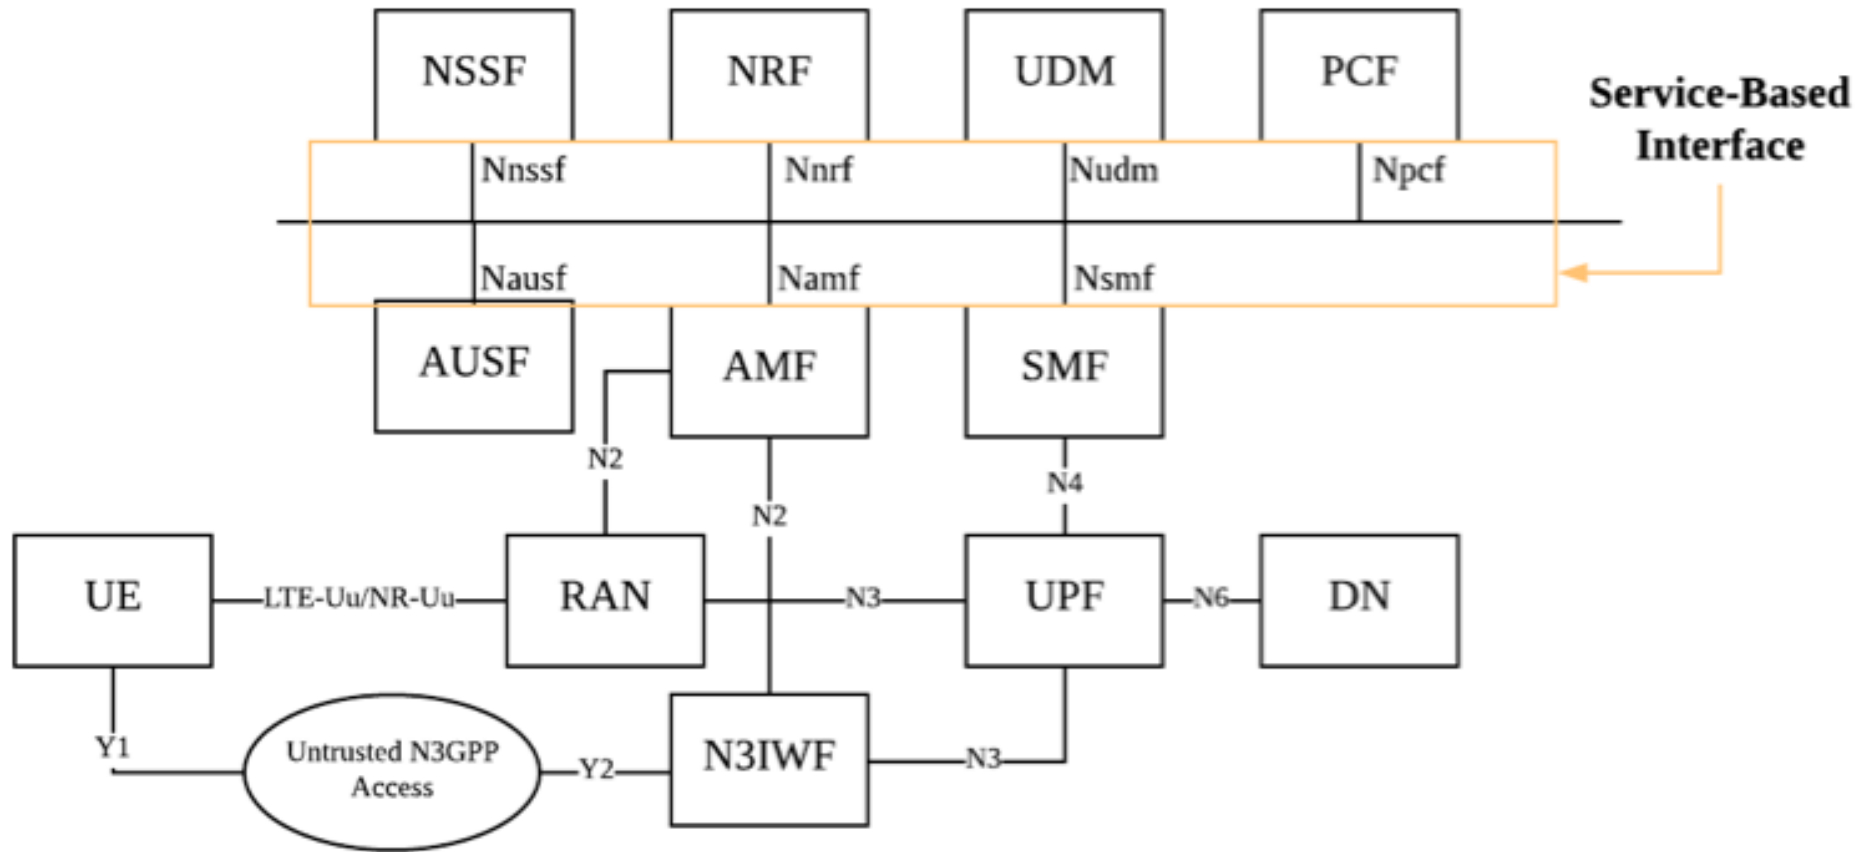 NSSF
NRF
UDM
PCF
Service-Based
Interface
Nnssf
Nnrf
Nudm
Npcf
Nausf
Namf
Nsmf
AUSF
AMF
SMF
N2
N4
N2
UE
LTE-Uu/NR-Uu
RAN
N3
UPF
N6
DN
Y1
Untrusted N3GPP
Access
Y2
N3IWF
N3